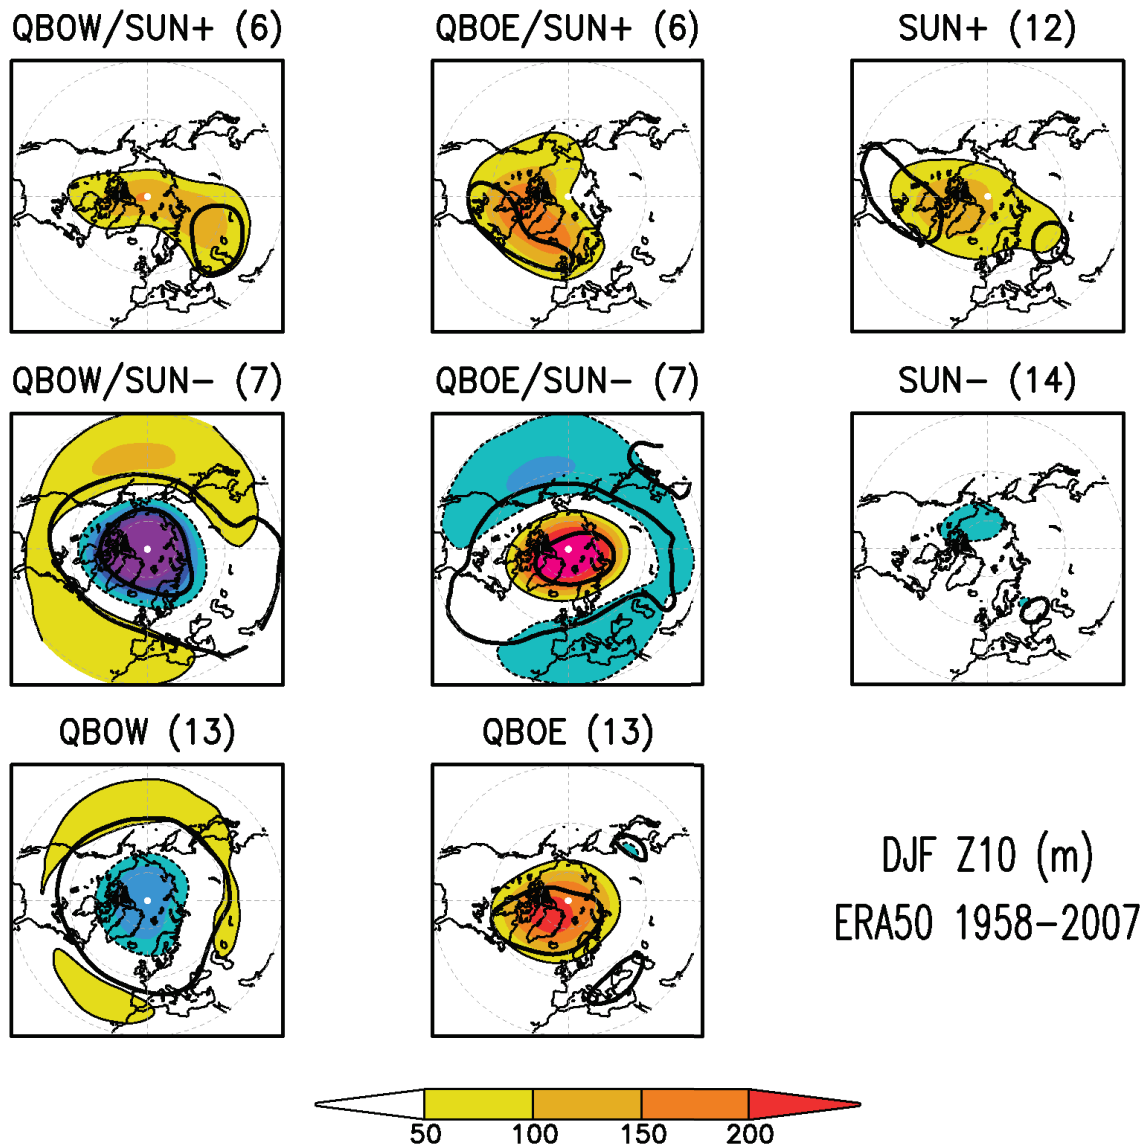 QBOW/SUN+ (6)
QBOE/SUN+ (6)
SUN+ (12)
QBOW/SUN− (7)
QBOE/SUN− (7)
SUN− (14)
QBOW (13)
QBOE (13)
DJF Z10 (m)
ERA50 1958−2007
50 100 150 200